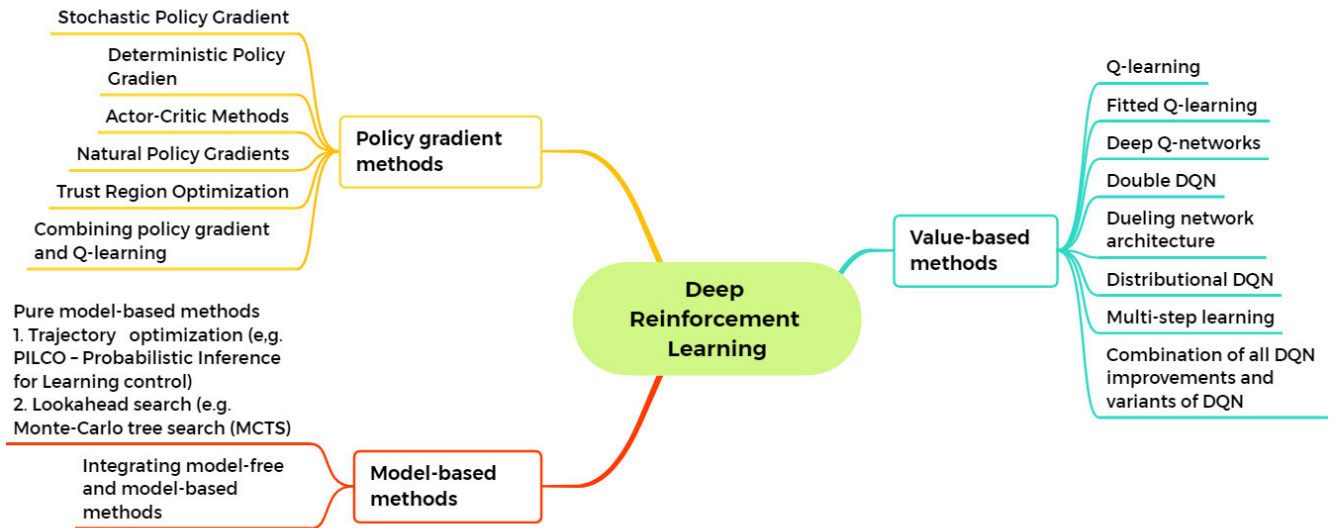 Stochastic Policy Gradient
Deterministic Policy
Gradien
Actor-Critic Methods
Natural Policy Gradients
Trust Region Optimization
Combining policy gradient
and Q-learning
Policy gradient
methods
Pure model-based methods
1. Trajectory optimization (e,g.
PILCO – Probabilistic Inference
for Learning control)
2. Lookahead search (e.g.
Monte-Carlo tree search (MCTS)
Integrating model-free
and model-based
methods
Model-based
methods
Deep
Reinforcement
Learning
Value-based
methods
Q-learning
Fitted Q-learning
Deep Q-networks
Double DQN
Dueling network
architecture
Distributional DQN
Multi-step learning
Combination of all DQN
improvements and
variants of DQN